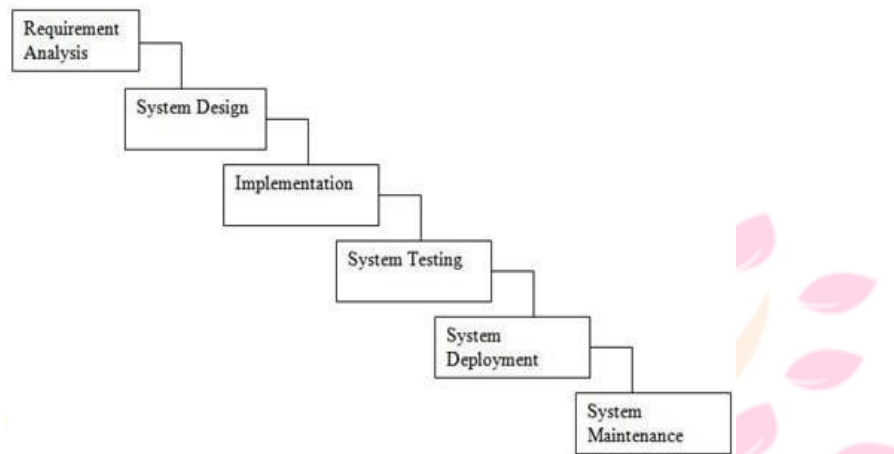 Requirement
Analysis
System Design
Implementation
System Testing
System
Deployment
System
Maintenance